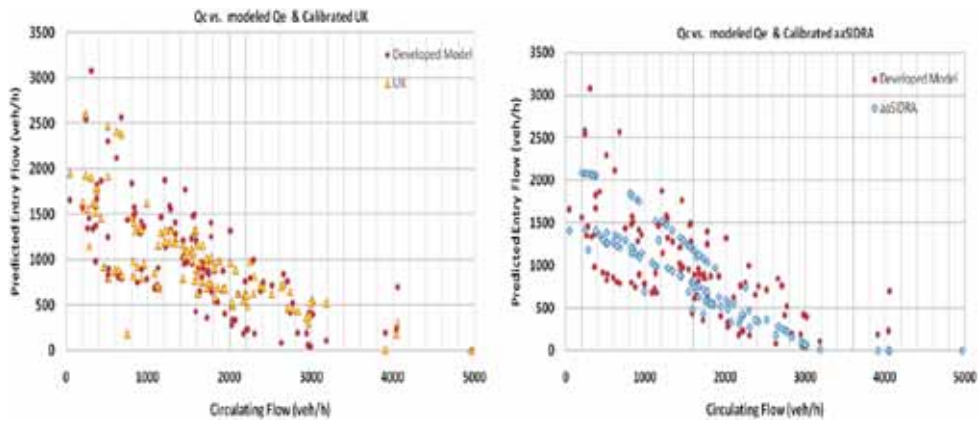 Qc vs. modeled Qe & Calibrated UK
Developed Model
UK
Predicted Entry Flow (veh/h)
3500
3000
2500
2000
1500
1000
500
0
0 1000 2000 3000 4000 5000
Circulating Flow (veh/h)
Qc vs. modeled Qe & Calibrated aaSIDRA
Developed Model
aaSIDRA
Predicted Entry Flow (veh/h)
3500
3000
2500
2000
1500
1000
500
0
0 1000 2000 3000 4000 5000
Circulating Flow (veh/h)